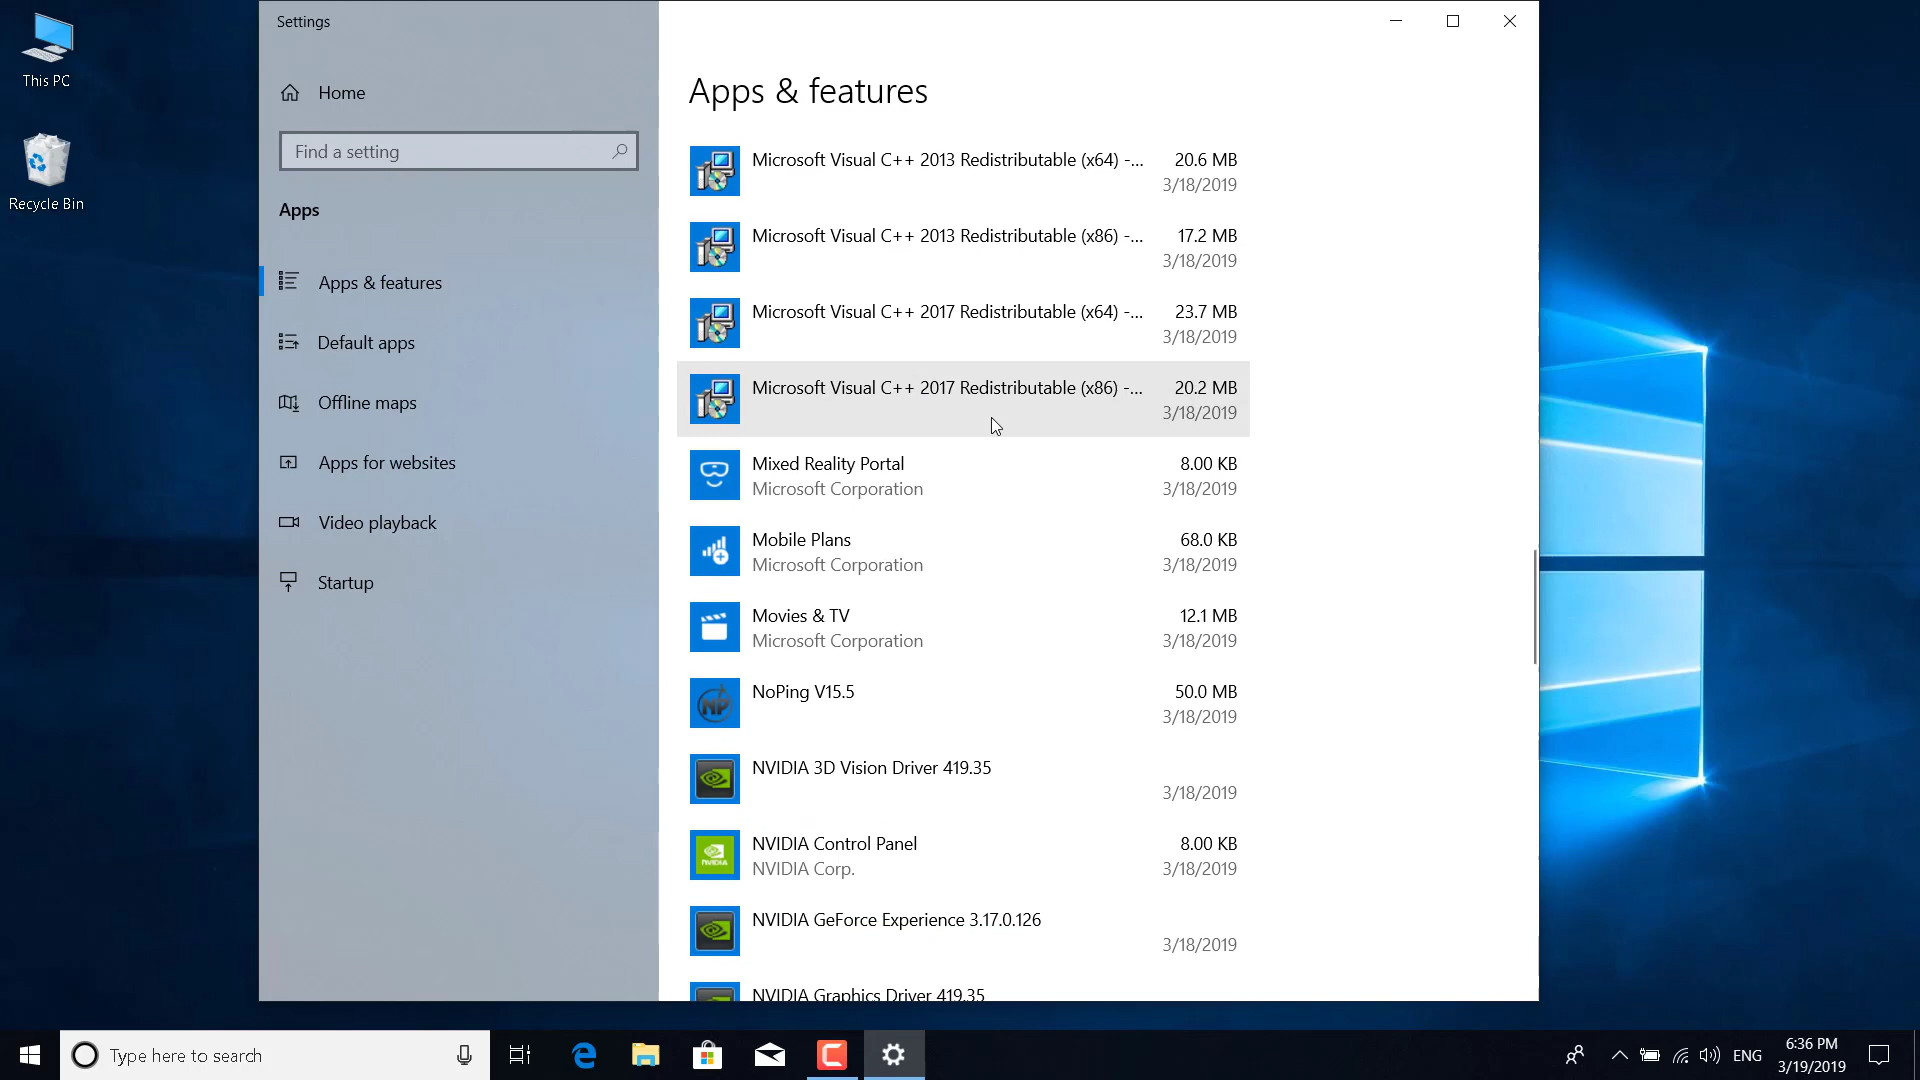 This PC
Recycle Bin
Settings
Home
Find a setting
Apps
Apps & features
Default apps
Offline maps
Apps for websites
Video playback
Startup
Apps & features
Microsoft Visual C++ 2013 Redistributable (x64) -... 20.6 MB
3/18/2019
Microsoft Visual C++ 2013 Redistributable (x86) -... 17.2 MB
3/18/2019
Microsoft Visual C++ 2017 Redistributable (x64) -... 23.7 MB
3/18/2019
Microsoft Visual C++ 2017 Redistributable (x86) -... 20.2 MB
3/18/2019
Mixed Reality Portal 8.00 KB
Microsoft Corporation 3/18/2019
Mobile Plans 68.0 KB
Microsoft Corporation 3/18/2019
Movies & TV 12.1 MB
Microsoft Corporation 3/18/2019
NP
NoPing V15.5 50.0 MB
3/18/2019
NVIDIA 3D Vision Driver 419.35
3/18/2019
NVIDIA
NVIDIA Control Panel 8.00 KB
NVIDIA Corp. 3/18/2019
NVIDIA GeForce Experience 3.17.0.126
3/18/2019
NVIDIA Graphics Driver 419.35
Type here to search
ENG
6:36 PM
3/19/2019